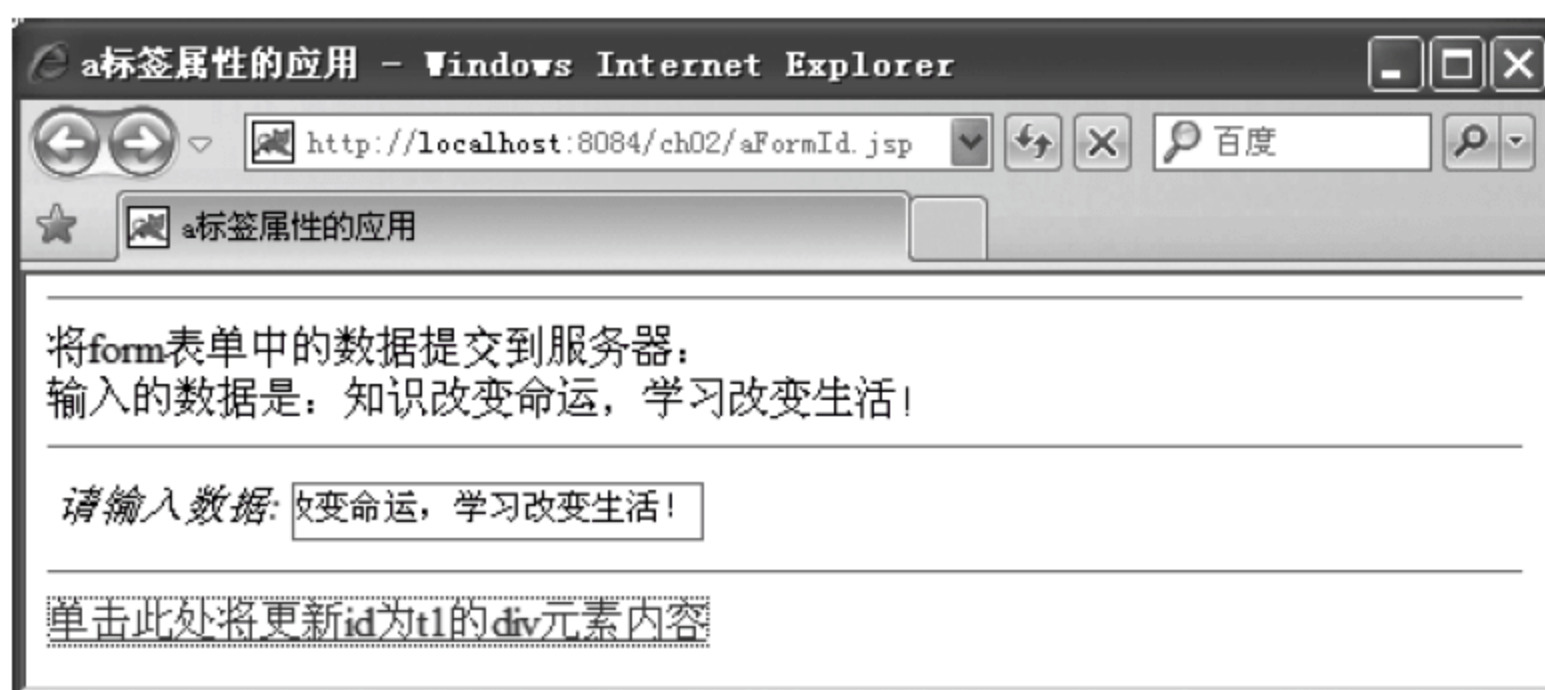 a标签属性的应用 - Windows Internet Explorer
http://localhost:8084/ch02/aFormId.jsp
百度
a标签属性的应用
将form表单中的数据提交到服务器:
输入的数据是:知识改变命运,学习改变生活!
请输入数据: 改变命运,学习改变生活!
单击此处将更新id为t1的div元素内容